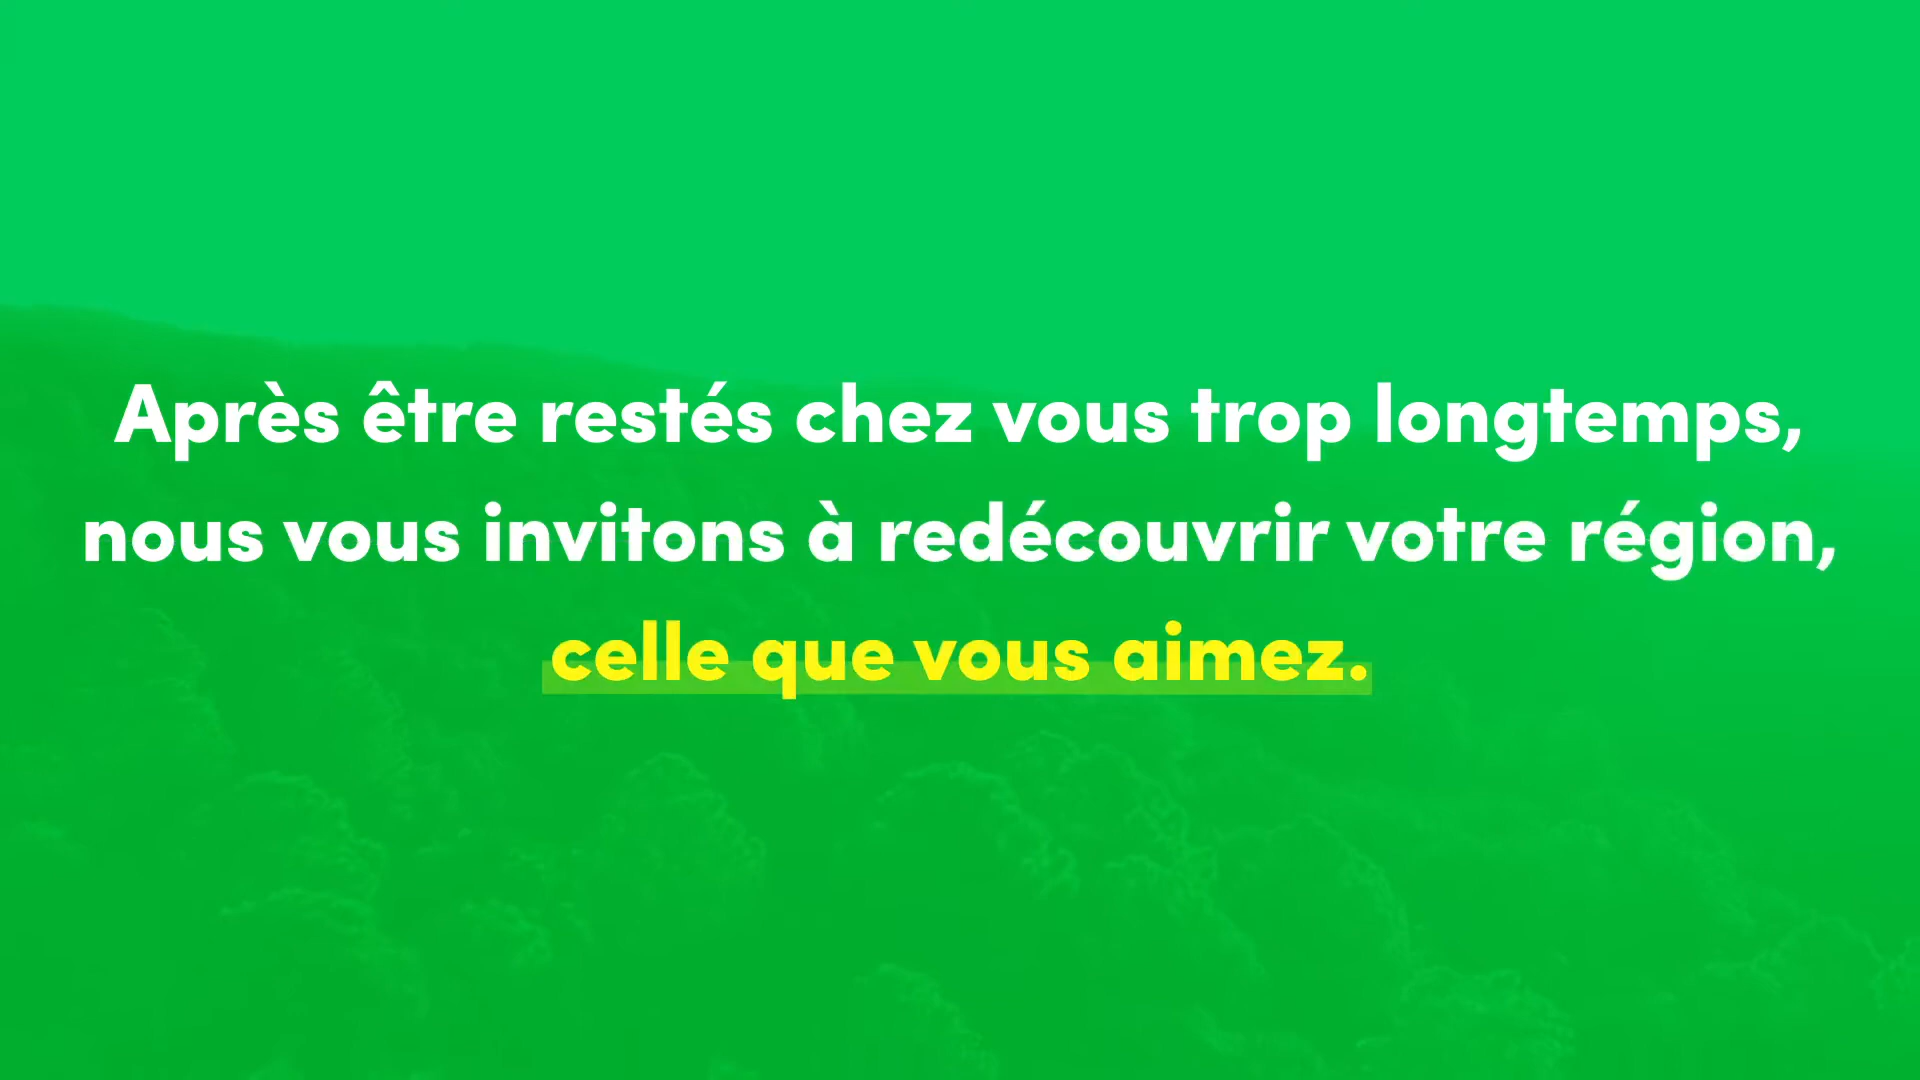 Après être restés chez vous trop longtemps,
nous vous invitons à redécouvrir votre région,
celle que vous aimez.